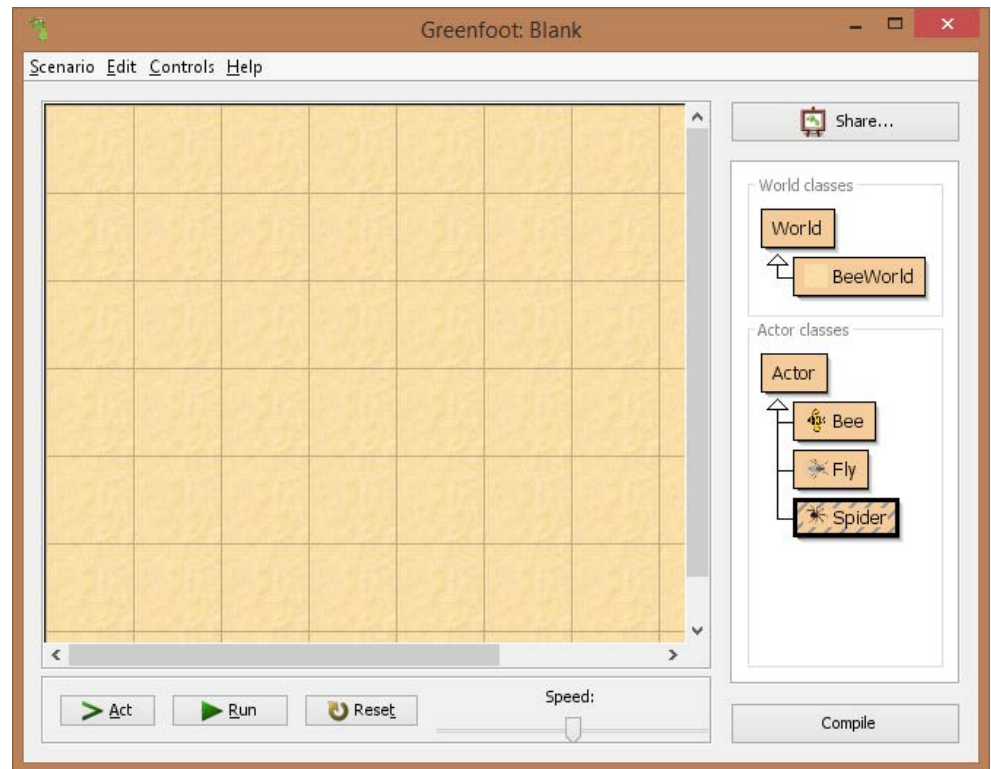 Greenfoot: Blank
Scenario Edit Controls Help
Share...
World classes
World
BeeWorld
Actor classes
Actor
Bee
Fly
Spider
Act
Run
Reset
Speed:
Compile